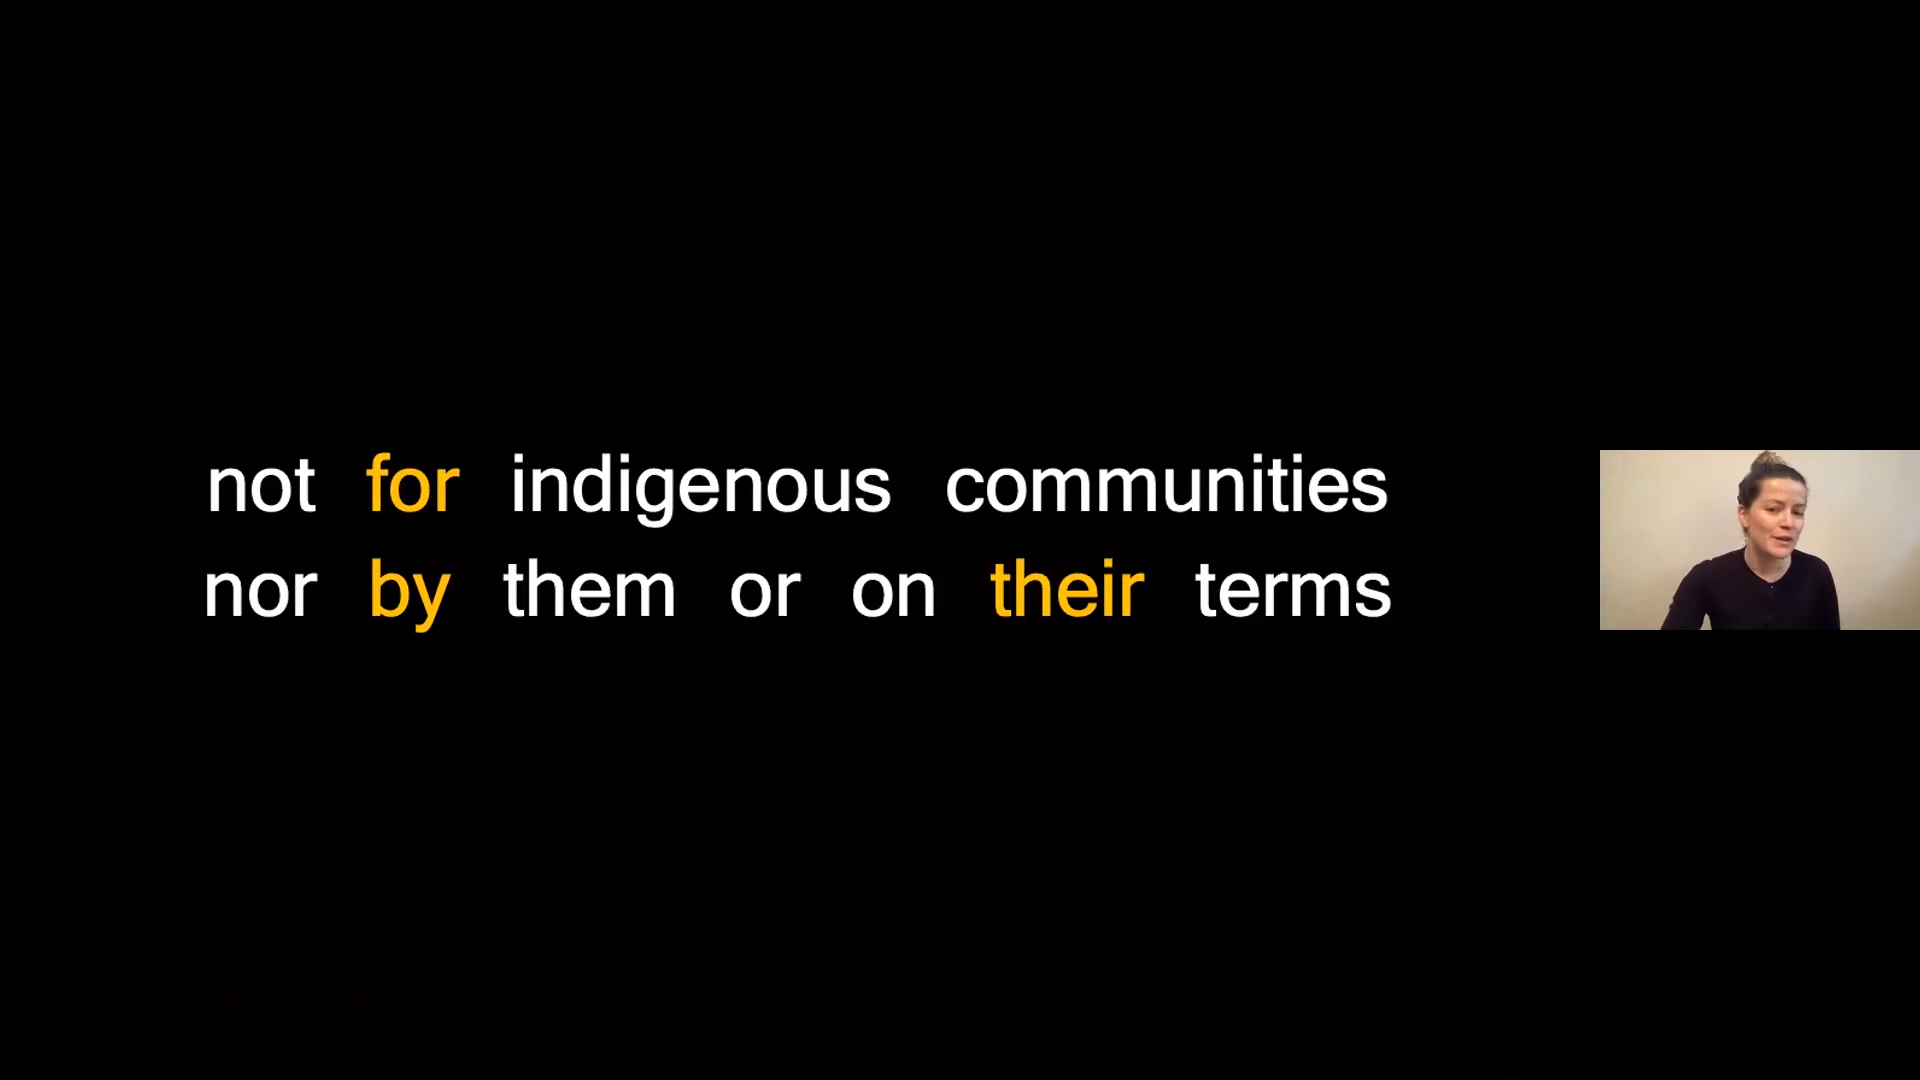 not for indigenous communities
nor by them or on their terms